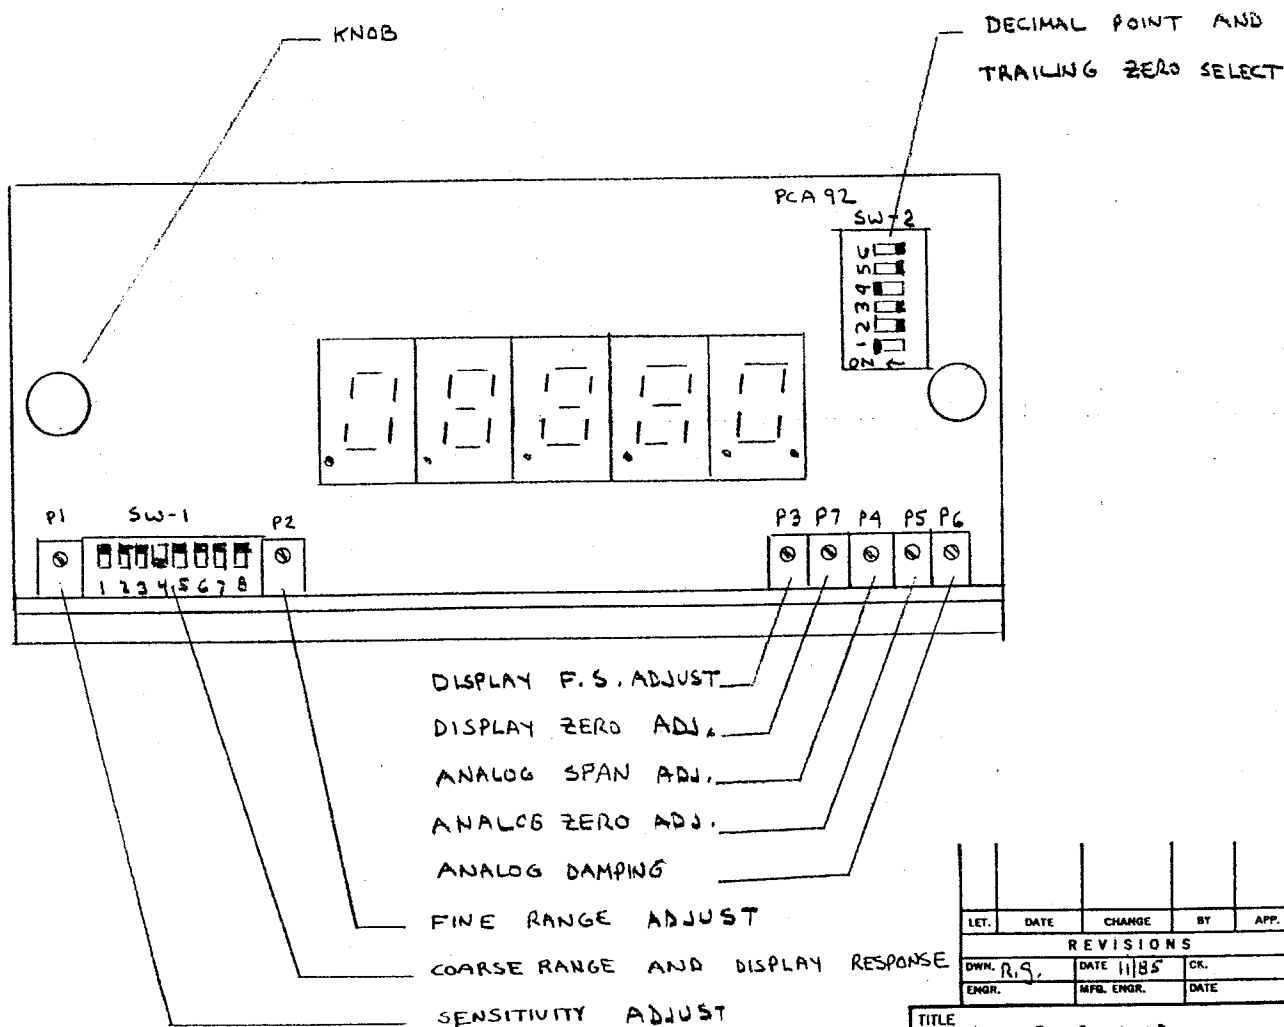 KNOB
DECIMAL POINT AND
TRAILING ZERO SELECT
PCA 92
SW-2
6
5
4
3
2
1
ON
P1
SW-1
P2
1 2 3 4 5 6 7 8
P3 P7 P4 P5 P6
DISPLAY F.S. ADJUST
DISPLAY ZERO ADJ.
ANALOG SPAN ADJ.
ANALOG ZERO ADJ.
ANALOG DAMPING
FINE RANGE ADJUST
COARSE RANGE AND DISPLAY RESPONSE
SENSITIVITY ADJUST
LET. DATE CHANGE BY APP.
REVISIONS
DWN. R.G. DATE 11/85 CK.
ENGR. MFG. ENGR. DATE
TITLE